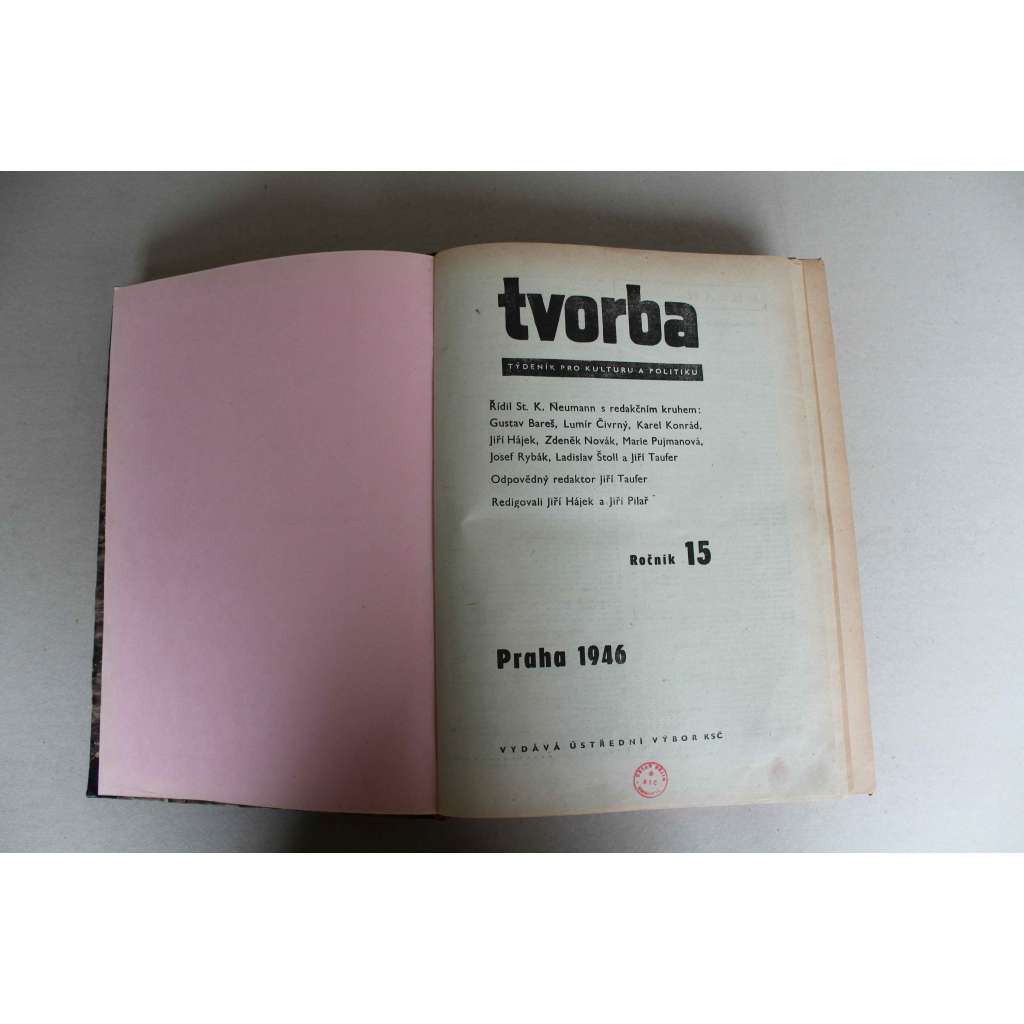 tvorba
TÝDENÍK PRO KULTURU A POLITIKU
Řídil St. K. Neumann s redakčním kruhem:
Gustav Bareš, Lumír Čivrný, Karel Konrád,
Jiří Hájek, Zdeněk Novák, Marie Pujmanová,
Josef Rybák, Ladislav Štoll a Jiří Taufer
Odpovědný redaktor Jiří Taufer
Redigovali Jiří Hájek a Jiří Pilař
Ročník 15
Praha 1946
VYDÁVÁ ÚSTŘEDNÍ VÝBOR KSČ